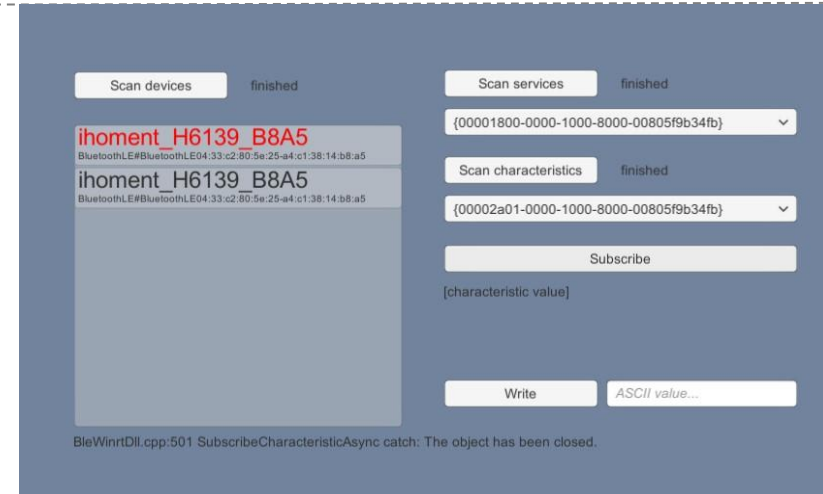 Scan devices finished
ihoment_H6139_B8A5
BluetoothLE#BluetoothLE04:33:c2:80:5e:25-a4:c1:38:14:b8:a5
ihoment_H6139_B8A5
BluetoothLE#BluetoothLE04:33:c2:80:5e:25-a4:c1:38:14:b8:a5
Scan services finished
{00001800-0000-1000-8000-00805f9b34fb}
Scan characteristics finished
{00002a01-0000-1000-8000-00805f9b34fb}
Subscribe
[characteristic value]
Write ASCII value...
BleWinrtDll.cpp:501 SubscribeCharacteristicAsync catch: The object has been closed.